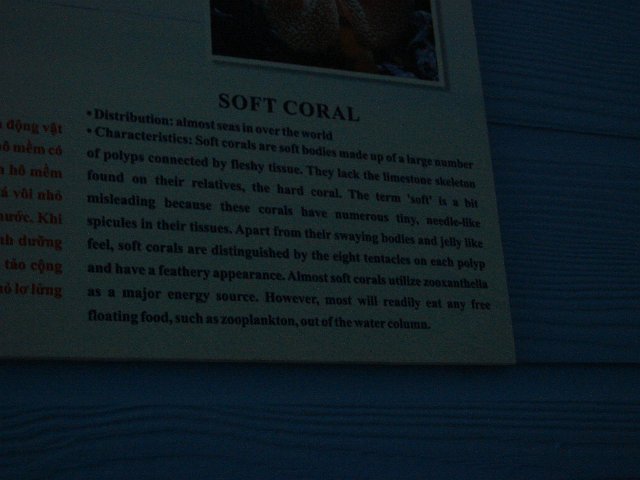 SOFT CORAL
• Distribution: almost seas in over the world
• Characteristics: Soft corals are soft bodies made up of a large number
of polyps connected by fleshy tissue. They lack the limestone skeleton
found on their relatives, the hard coral. The term 'soft' is a bit
misleading because these corals have numerous tiny, needle-like
spicules in their tissues. Apart from their swaying bodies and jelly like
feel, soft corals are distinguished by the eight tentacles on each polyp
and have a feathery appearance. Almost soft corals utilize zooxanthella
as a major energy source. However, most will readily eat any free
floating food, such as zooplankton, out of the water column.
động vật
mô mềm có
hô mềm
đá vôi nhỏ
nước. Khi
dưỡng
tảo cộng
lơ lửng